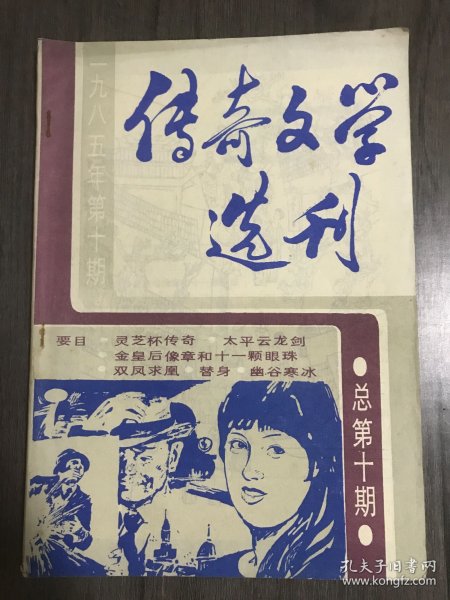 一九八五年第十期
传奇文学
选刊
要目 灵芝杯传奇·太平云龙剑
·金皇后像章和十一颗眼珠
·双凤求凰·替身·幽谷寒冰
●总第十期●
孔夫子旧书网
book.kongfz.com